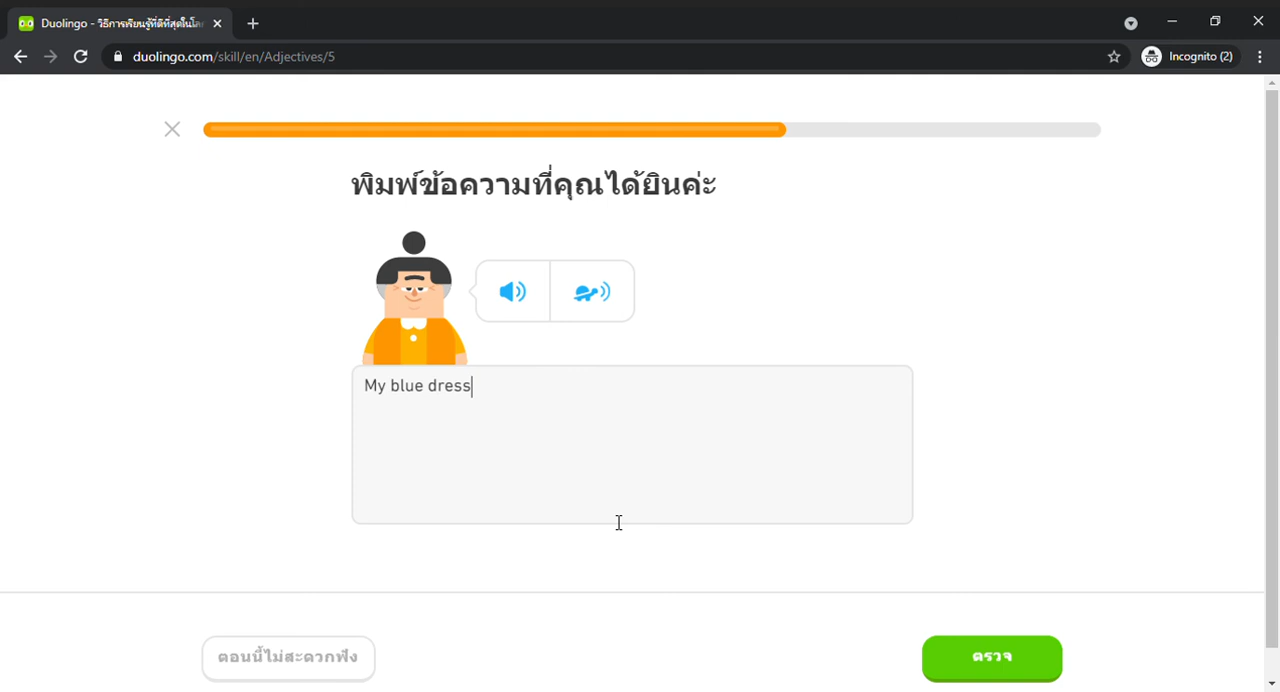 Duolingo - วิธีการเรียนรู้ที่ดีที่สุดในโล
duolingo.com/skill/en/Adjectives/5
Incognito (2)
พิมพ์ข้อความที่คุณได้ยินค่ะ
My blue dress
ตอนนี้ไม่สะดวกฟัง
ตรวจ